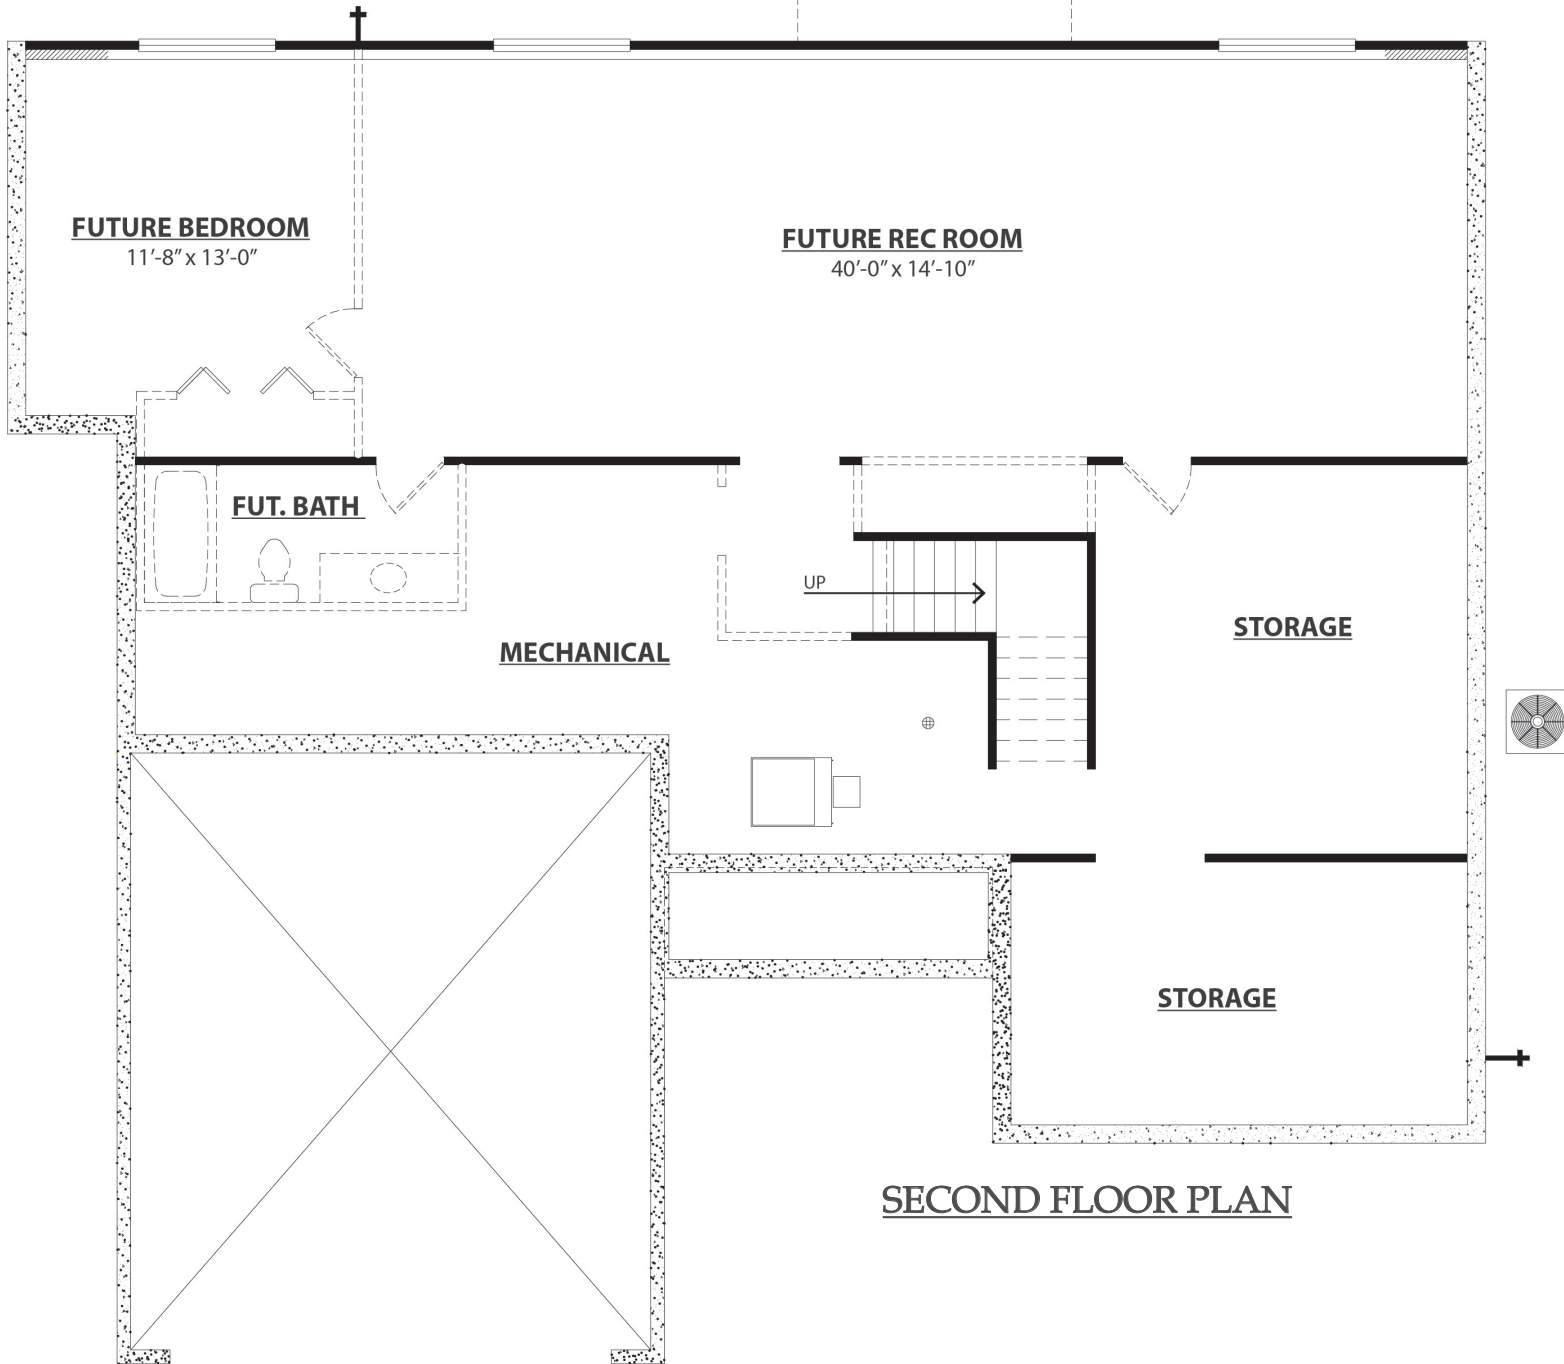 FUTURE BEDROOM
11’-8” x 13’-0”
FUTURE REC ROOM
40’-0” x 14’-10”
FUT. BATH
UP
MECHANICAL
STORAGE
STORAGE
SECOND FLOOR PLAN